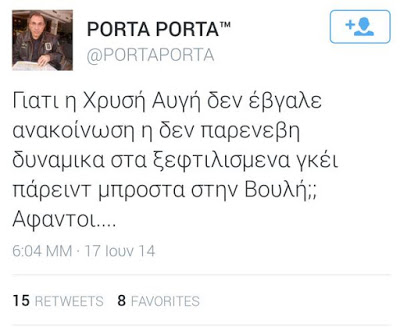 PORTA PORTA™
@PORTAPORTA
Γιατι η Χρυσή Αυγή δεν έβγαλε
ανακοίνωση η δεν παρενεβη
δυναμικα στα ξεφτιλισμενα γκέι
πάρειντ μπροστα στην Βουλή;;
Αφαντοι....
6:04 ΜΜ · 17 Ιουν 14
15 RETWEETS 8 FAVORITES